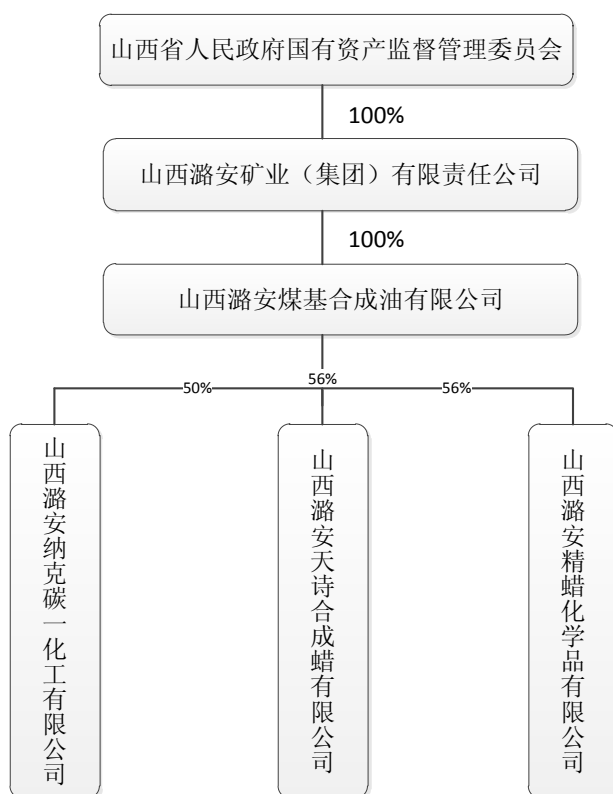 山西省人民政府国有资产监督管理委员会
100%
山西潞安矿业（集团）有限责任公司
100%
山西潞安煤基合成油有限公司
50%
56%
56%
山西潞安纳克碳一化工有限公司
山西潞安天诗合成蜡有限公司
山西潞安精蜡化学品有限公司